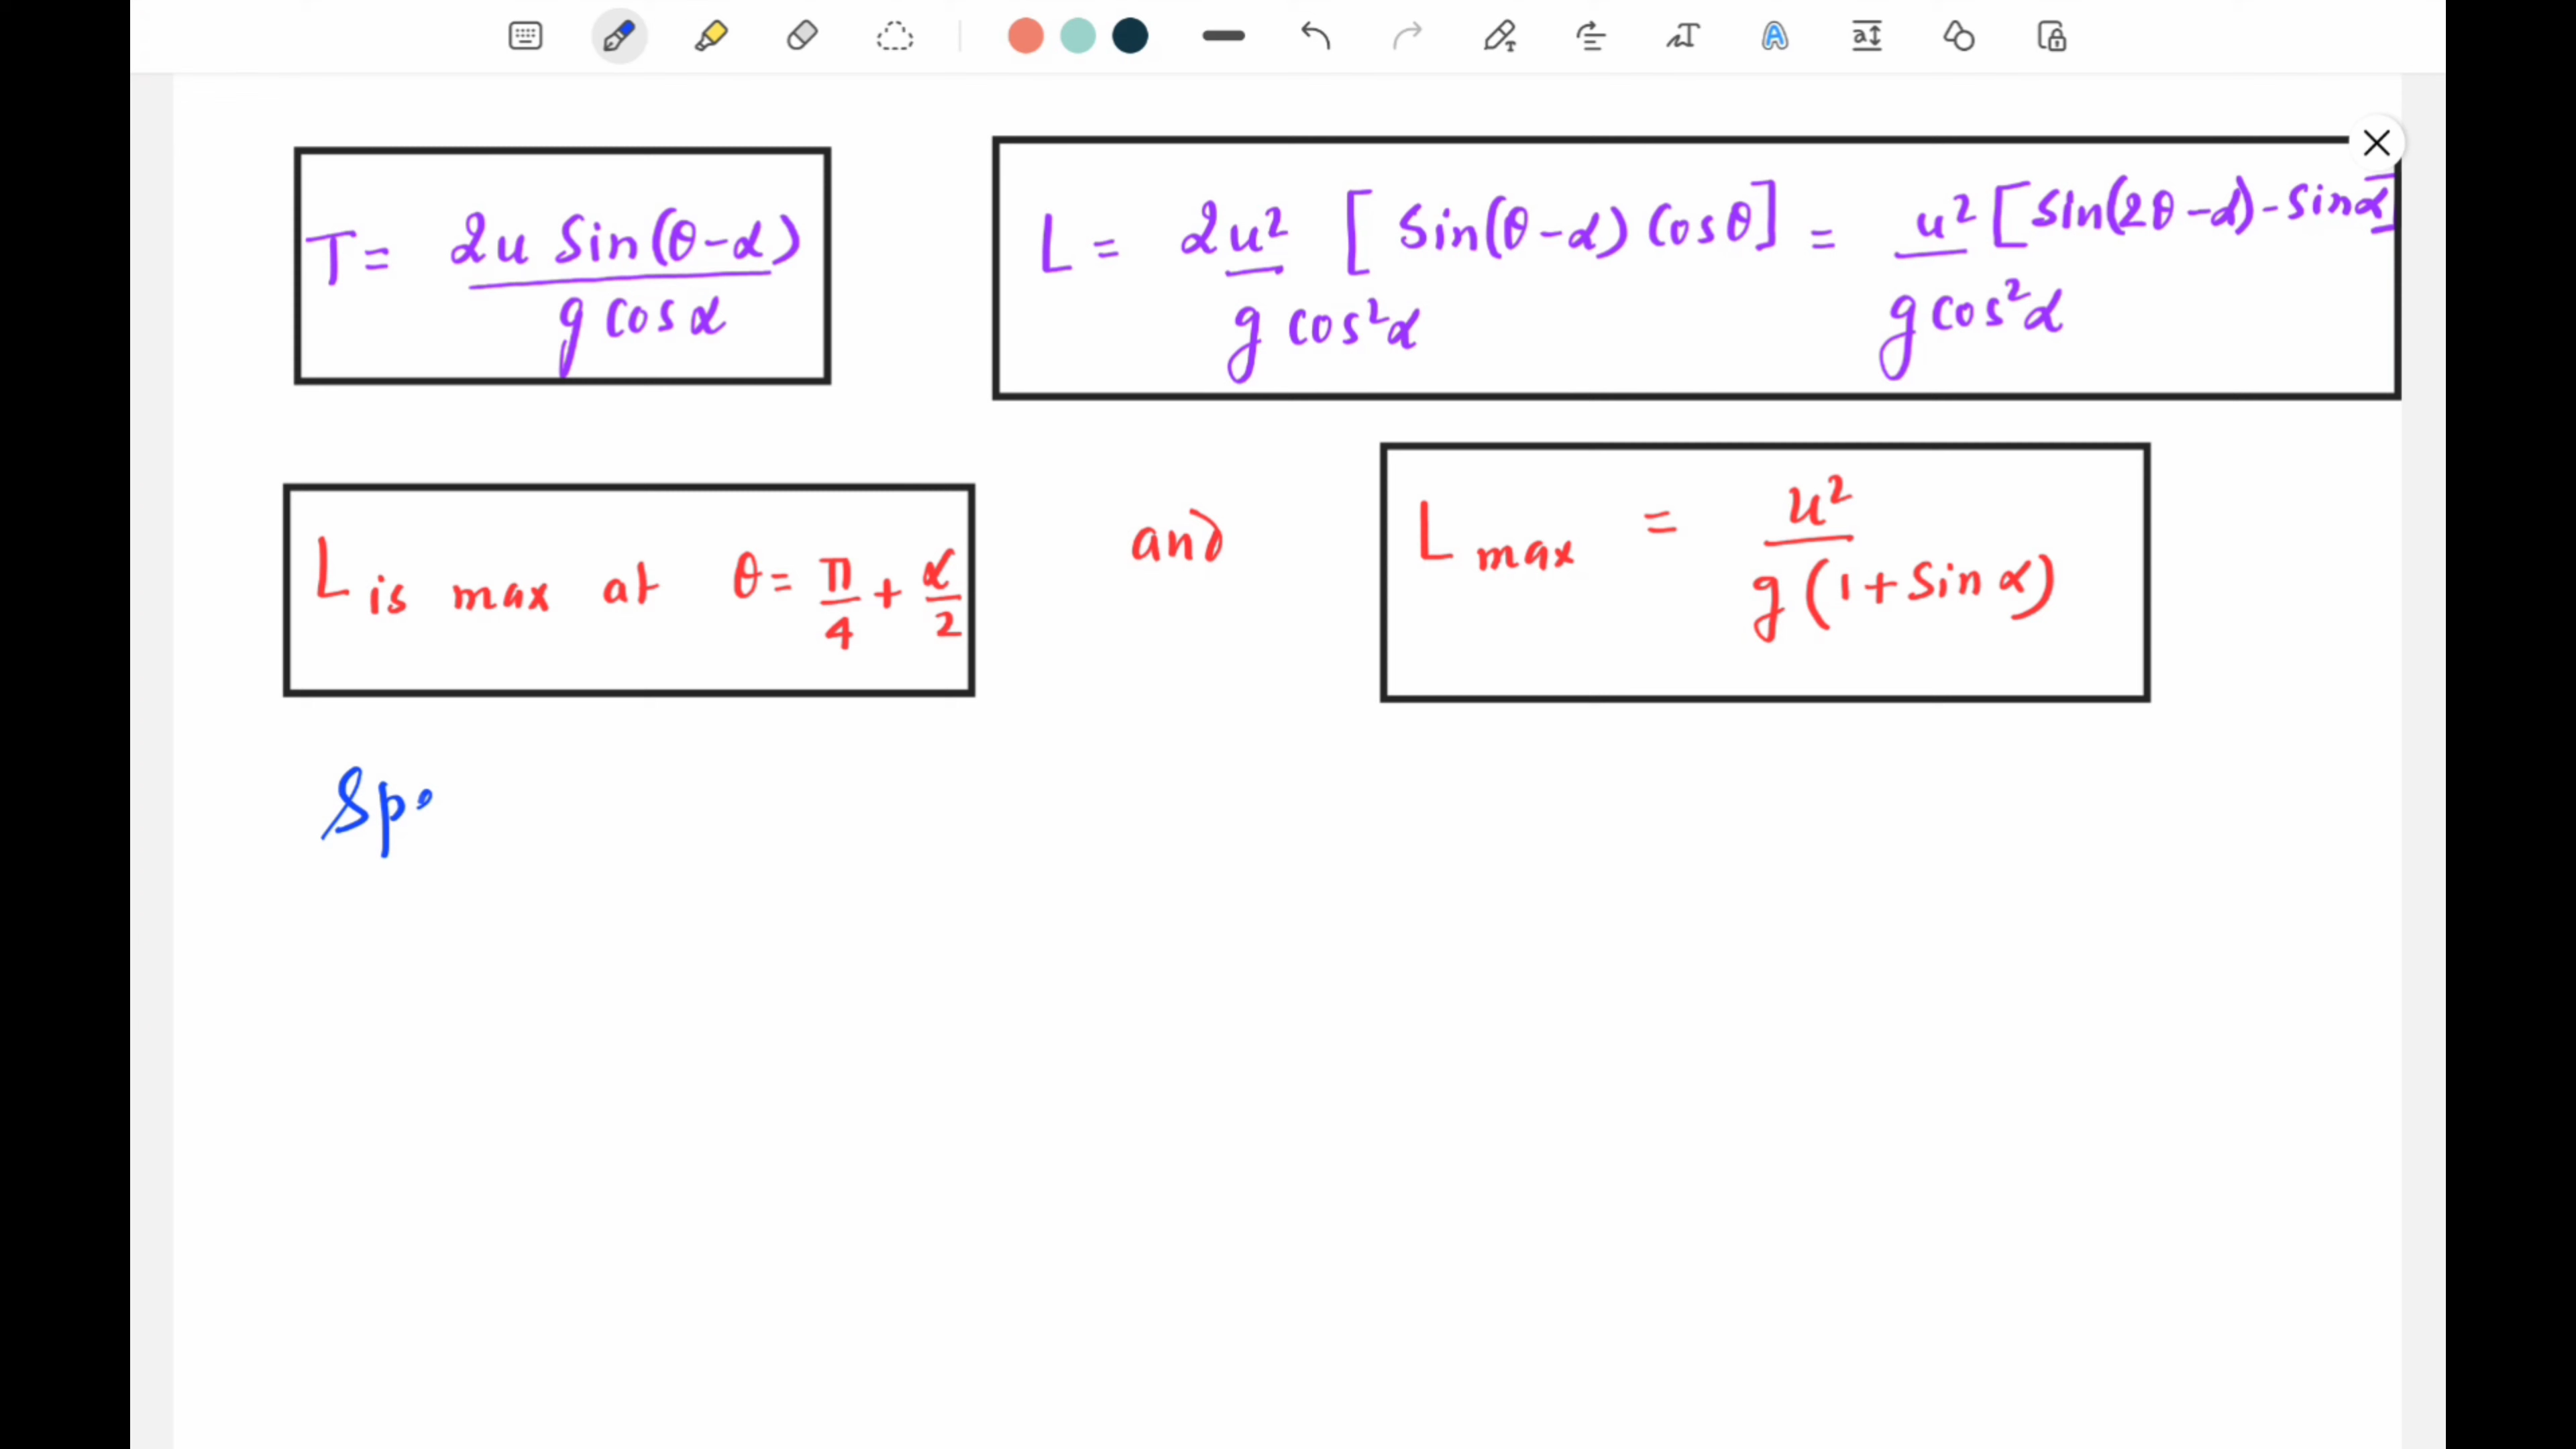 T = 2u Sin(θ-α) / g cos α
L = 2u² / g cos²α [Sin(θ-α) Cos θ] = u² / g cos²α [Sin(2θ-α) - Sinα]
L is max at θ = π/4 + α/2 and L max = u² / g(1 + Sin α)